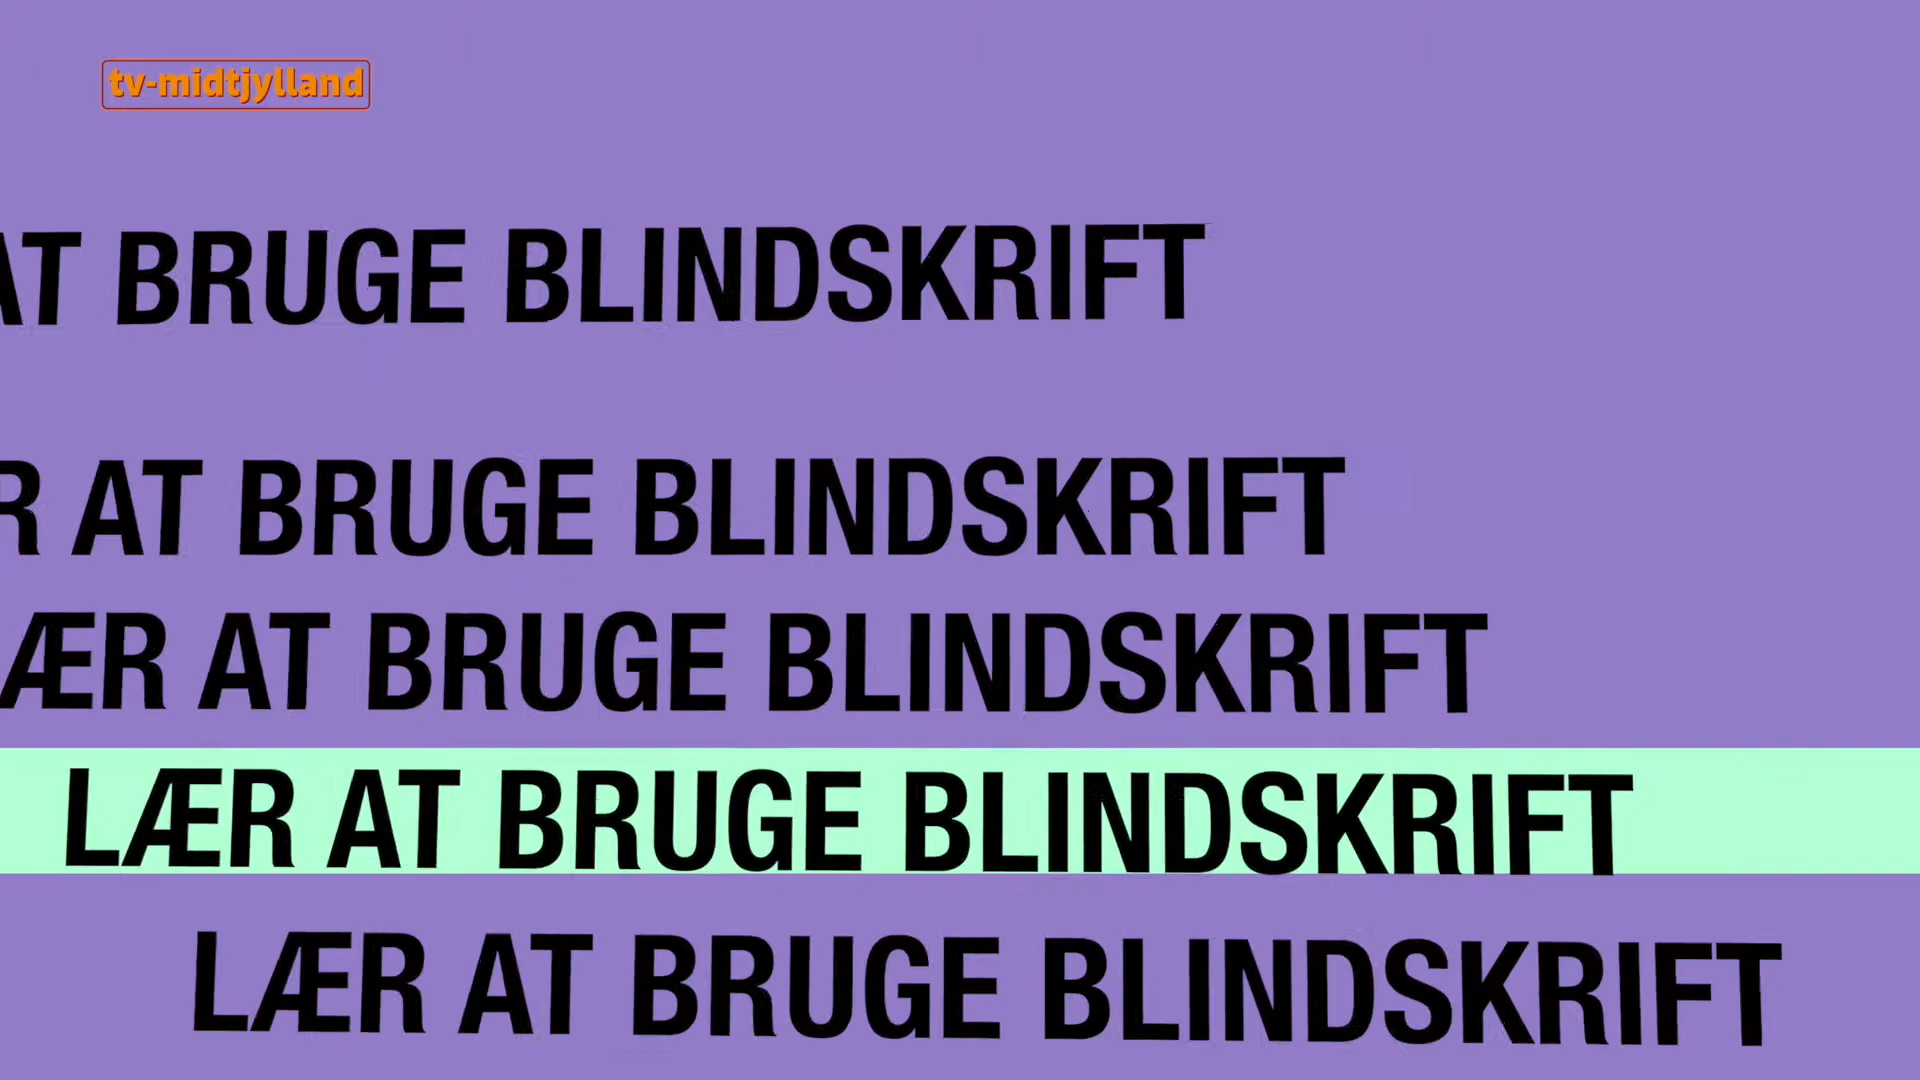 tv-midtjylland
AT BRUGE BLINDSKRIFT
R AT BRUGE BLINDSKRIFT
ÆR AT BRUGE BLINDSKRIFT
LÆR AT BRUGE BLINDSKRIFT
LÆR AT BRUGE BLINDSKRIFT